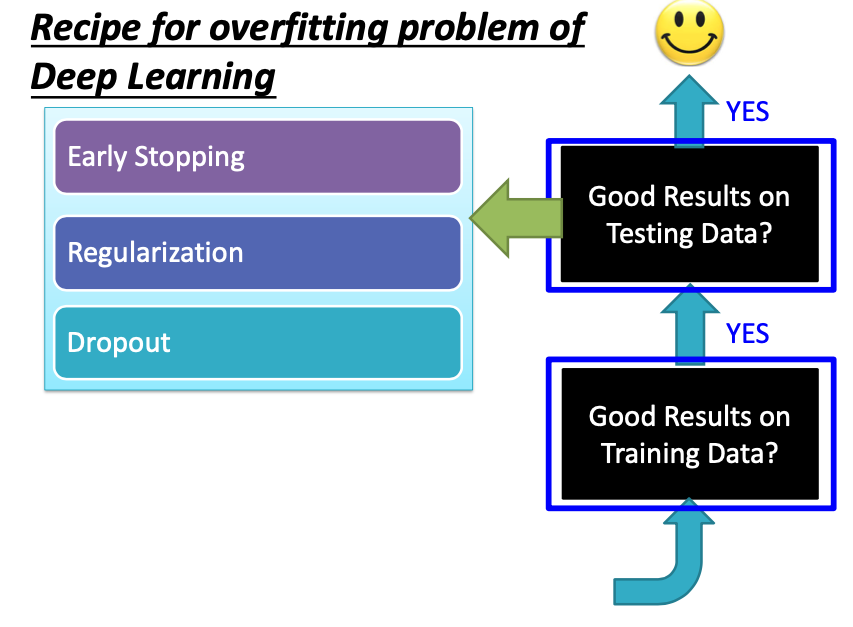 Recipe for overfitting problem of
Deep Learning
YES
Early Stopping
Good Results on
Testing Data?
Regularization
YES
Dropout
Good Results on
Training Data?